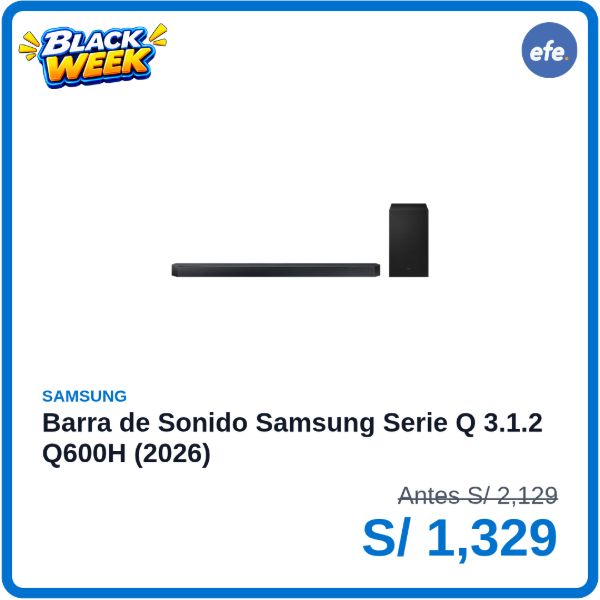 BLACK
WEEK
efe.
SAMSUNG
Barra de Sonido Samsung Serie Q 3.1.2
Q600H (2026)
Antes S/ 2,129
S/ 1,329